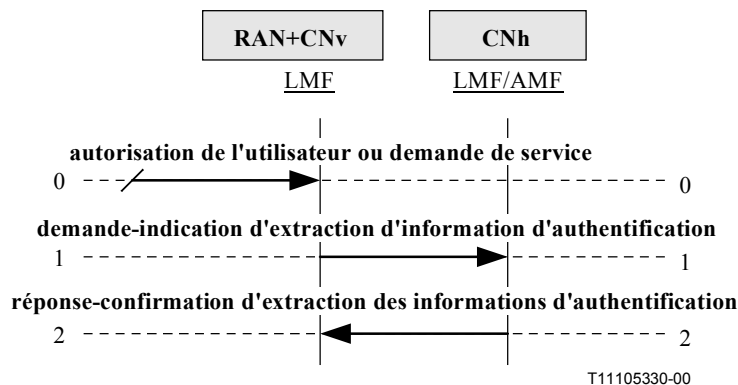 RAN+CNv CNh
LMF LMF/AMF
autorisation de l'utilisateur ou demande de service
0 0
demande-indication d'extraction d'information d'authentification
1 1
réponse-confirmation d'extraction des informations d'authentification
2 2
T11105330-00